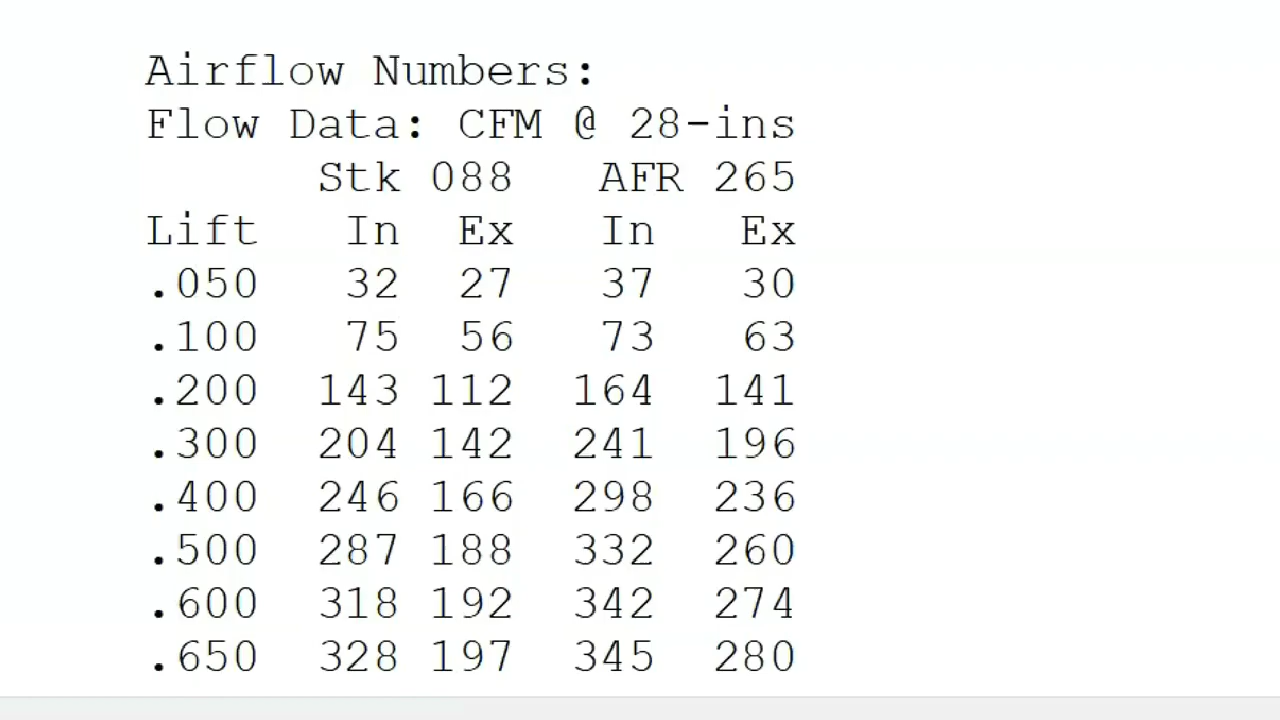 Airflow Numbers:
Flow Data: CFM @ 28-ins
Stk 088 AFR 265
Lift In Ex In Ex
.050 32 27 37 30
.100 75 56 73 63
.200 143 112 164 141
.300 204 142 241 196
.400 246 166 298 236
.500 287 188 332 260
.600 318 192 342 274
.650 328 197 345 280